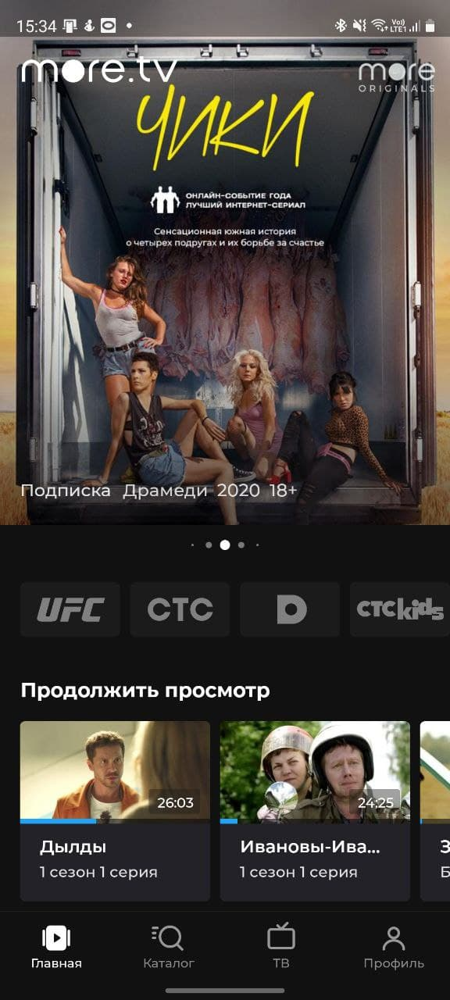 15:34
Vo))
LTE1
more.tv
more
ORIGINALS
ЧИКИ
ОНЛАЙН-СОБЫТИЕ ГОДА
ЛУЧШИЙ ИНТЕРНЕТ-СЕРИАЛ
Сенсационная южная история
о четырех подругах и их борьбе за счастье
Подписка Драмеди 2020 18+
UFC СТС D СТС kids
Продолжить просмотр
26:03 24:25
Дылды Ивановы-Ива... З
1 сезон 1 серия 1 сезон 1 серия Б
Главная Каталог ТВ Профиль